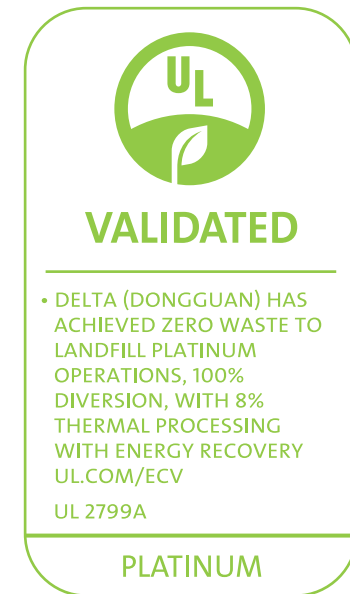 UL
VALIDATED
• DELTA (DONGGUAN) HAS
ACHIEVED ZERO WASTE TO
LANDFILL PLATINUM
OPERATIONS, 100%
DIVERSION, WITH 8%
THERMAL PROCESSING
WITH ENERGY RECOVERY
UL.COM/ECV
UL 2799A
PLATINUM